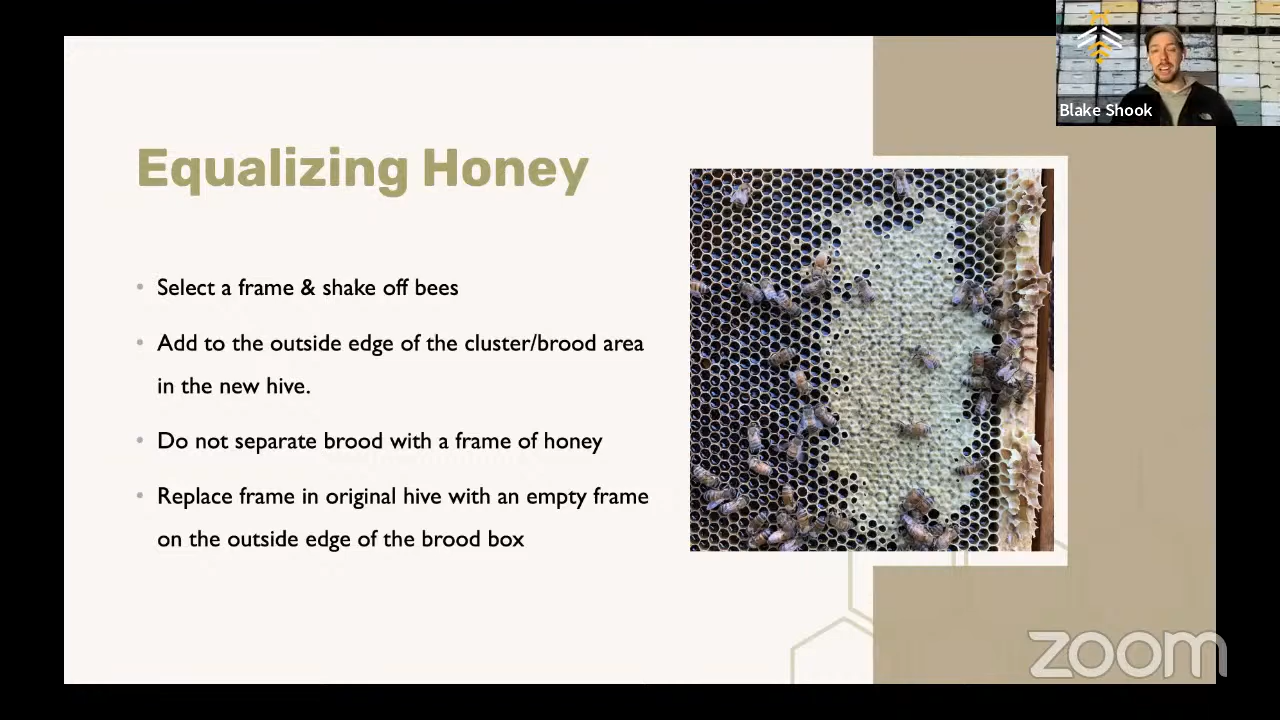 Blake Shook
Equalizing Honey
Select a frame & shake off bees
Add to the outside edge of the cluster/brood area
in the new hive.
Do not separate brood with a frame of honey
Replace frame in original hive with an empty frame
on the outside edge of the brood box
zoom